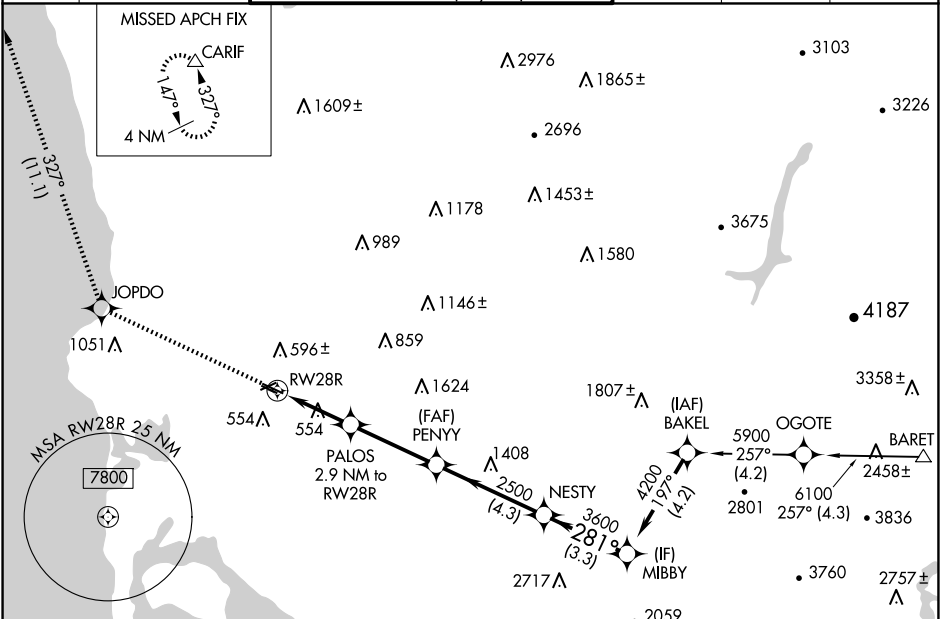 MISSED APCH FIX
CARIF
147°
327°
4 NM
2976
1865±
3103
1609±
3226
2696
327°
(11.1)
1453±
1178
3675
989
1580
JOPDO
1146±
4187
1051
859
596±
RW28R
1624
1807±
3358±
554
554
(FAF)
PENYY
(IAF)
BAKEL
OGOTE
BARET
5900
257°
(4.2)
MSA RW28R 25 NM
7800
PALOS
2.9 NM to
RW28R
1408
2500
(4.3)
NESTY
4200
197°
(4.2)
2801
6100
257° (4.3)
2458±
3836
3600
281°
(3.3)
(IF)
MIBBY
2717
3760
2757±
2059